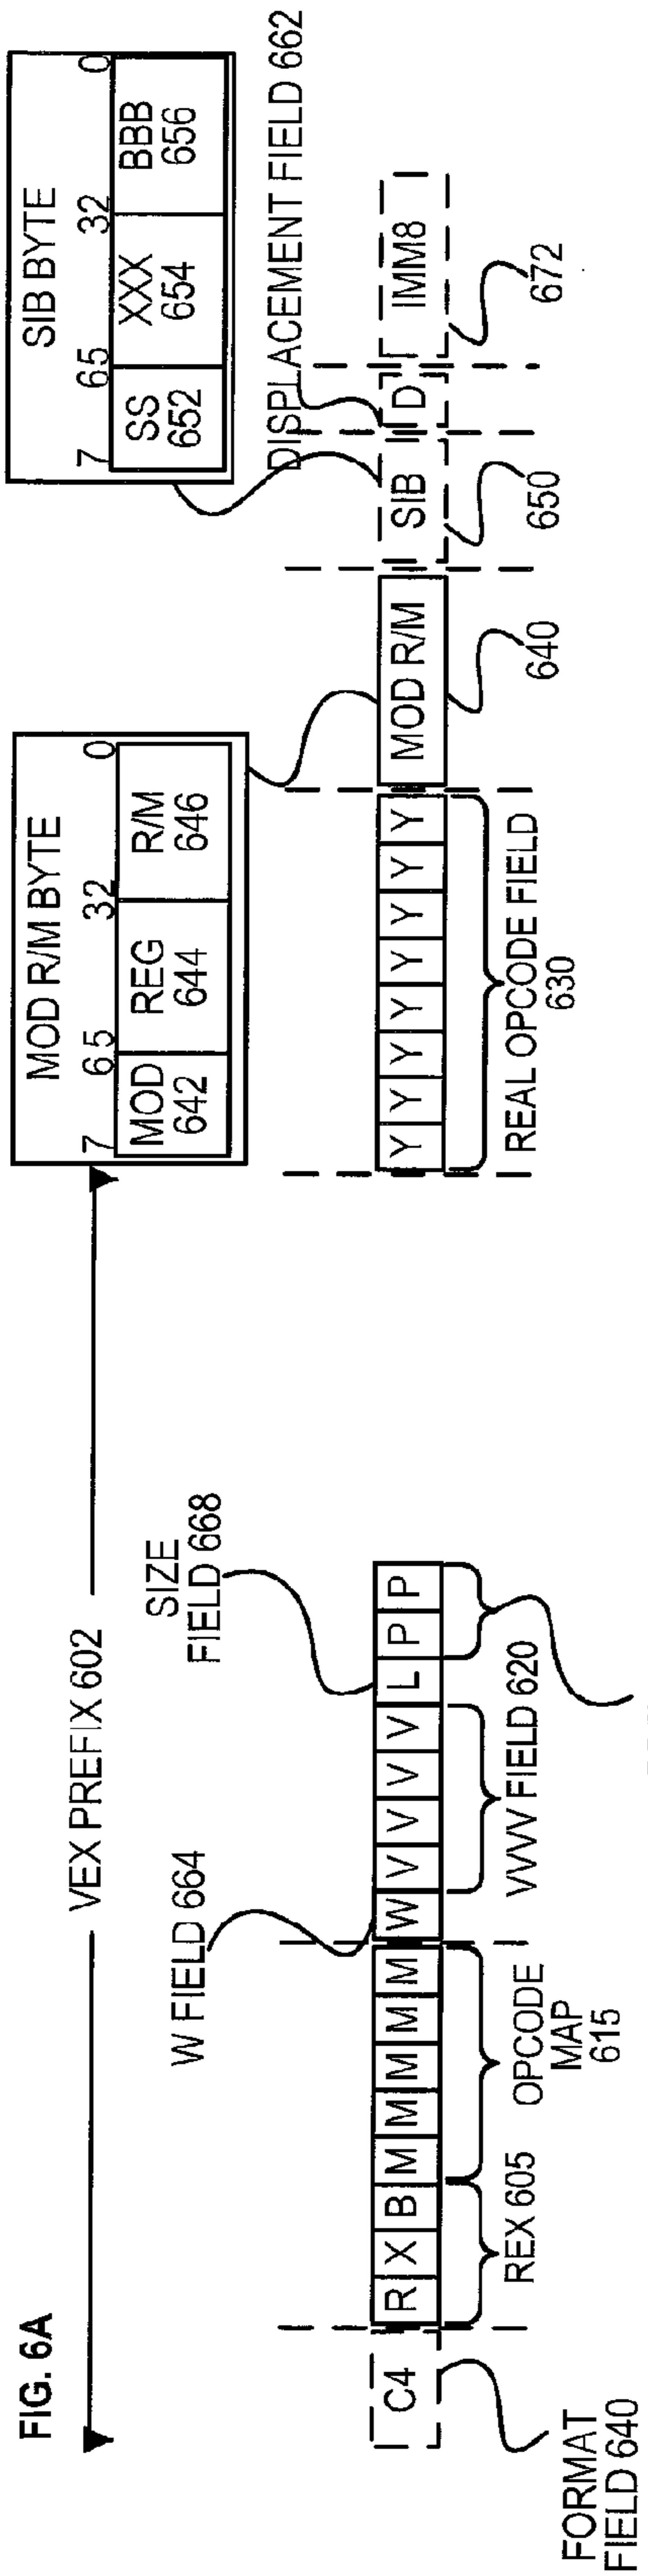 FIG. 6A
VEX PREFIX 602
MOD R/M BYTE
7 6 5 3 2 0
MOD REG R/M
642 644 646
SIB BYTE
7 6 5 3 2 0
SS XXX BBB
652 654 656
W FIELD 664
SIZE
FIELD 668
DISPLACEMENT FIELD 662
C4 R X B M M M M M W V V V V L P P Y Y Y Y Y Y Y Y MOD R/M SIB D IMM8
FORMAT
FIELD 640
REX 605
OPCODE
MAP
615
VVVV FIELD 620
REAL OPCODE FIELD
630
640
650
672